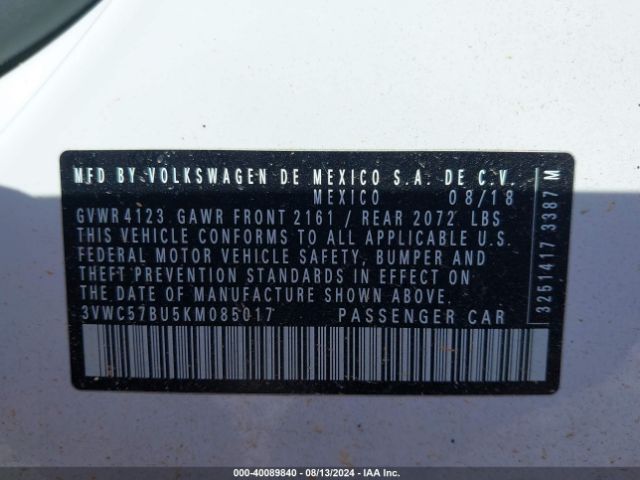 MFD BY VOLKSWAGEN DE MEXICO S.A. DE C.V.
MEXICO 08/18
GVWR 4123 GAWR FRONT 2161 / REAR 2072 LBS
THIS VEHICLE CONFORMS TO ALL APPLICABLE U.S.
FEDERAL MOTOR VEHICLE SAFETY, BUMPER AND
THEFT PREVENTION STANDARDS IN EFFECT ON
THE DATE OF MANUFACTURE SHOWN ABOVE.
3VWC57BU5KM085017 PASSENGER CAR
3251T417 3387 M
000-40089840 - 08/13/2024 - IAA Inc.